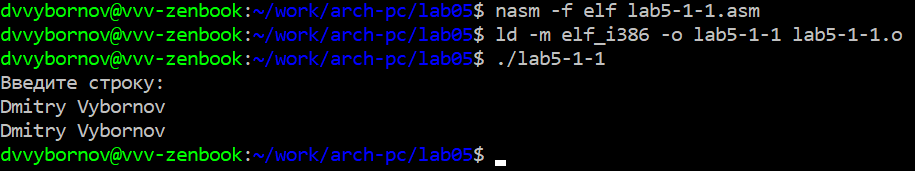 dvvybornov@vvv-zenbook:~/work/arch-pc/lab05$ nasm -f elf lab5-1-1.asm
dvvybornov@vvv-zenbook:~/work/arch-pc/lab05$ ld -m elf_i386 -o lab5-1-1 lab5-1-1.o
dvvybornov@vvv-zenbook:~/work/arch-pc/lab05$ ./lab5-1-1
Введите строку:
Dmitry Vybornov
Dmitry Vybornov
dvvybornov@vvv-zenbook:~/work/arch-pc/lab05$